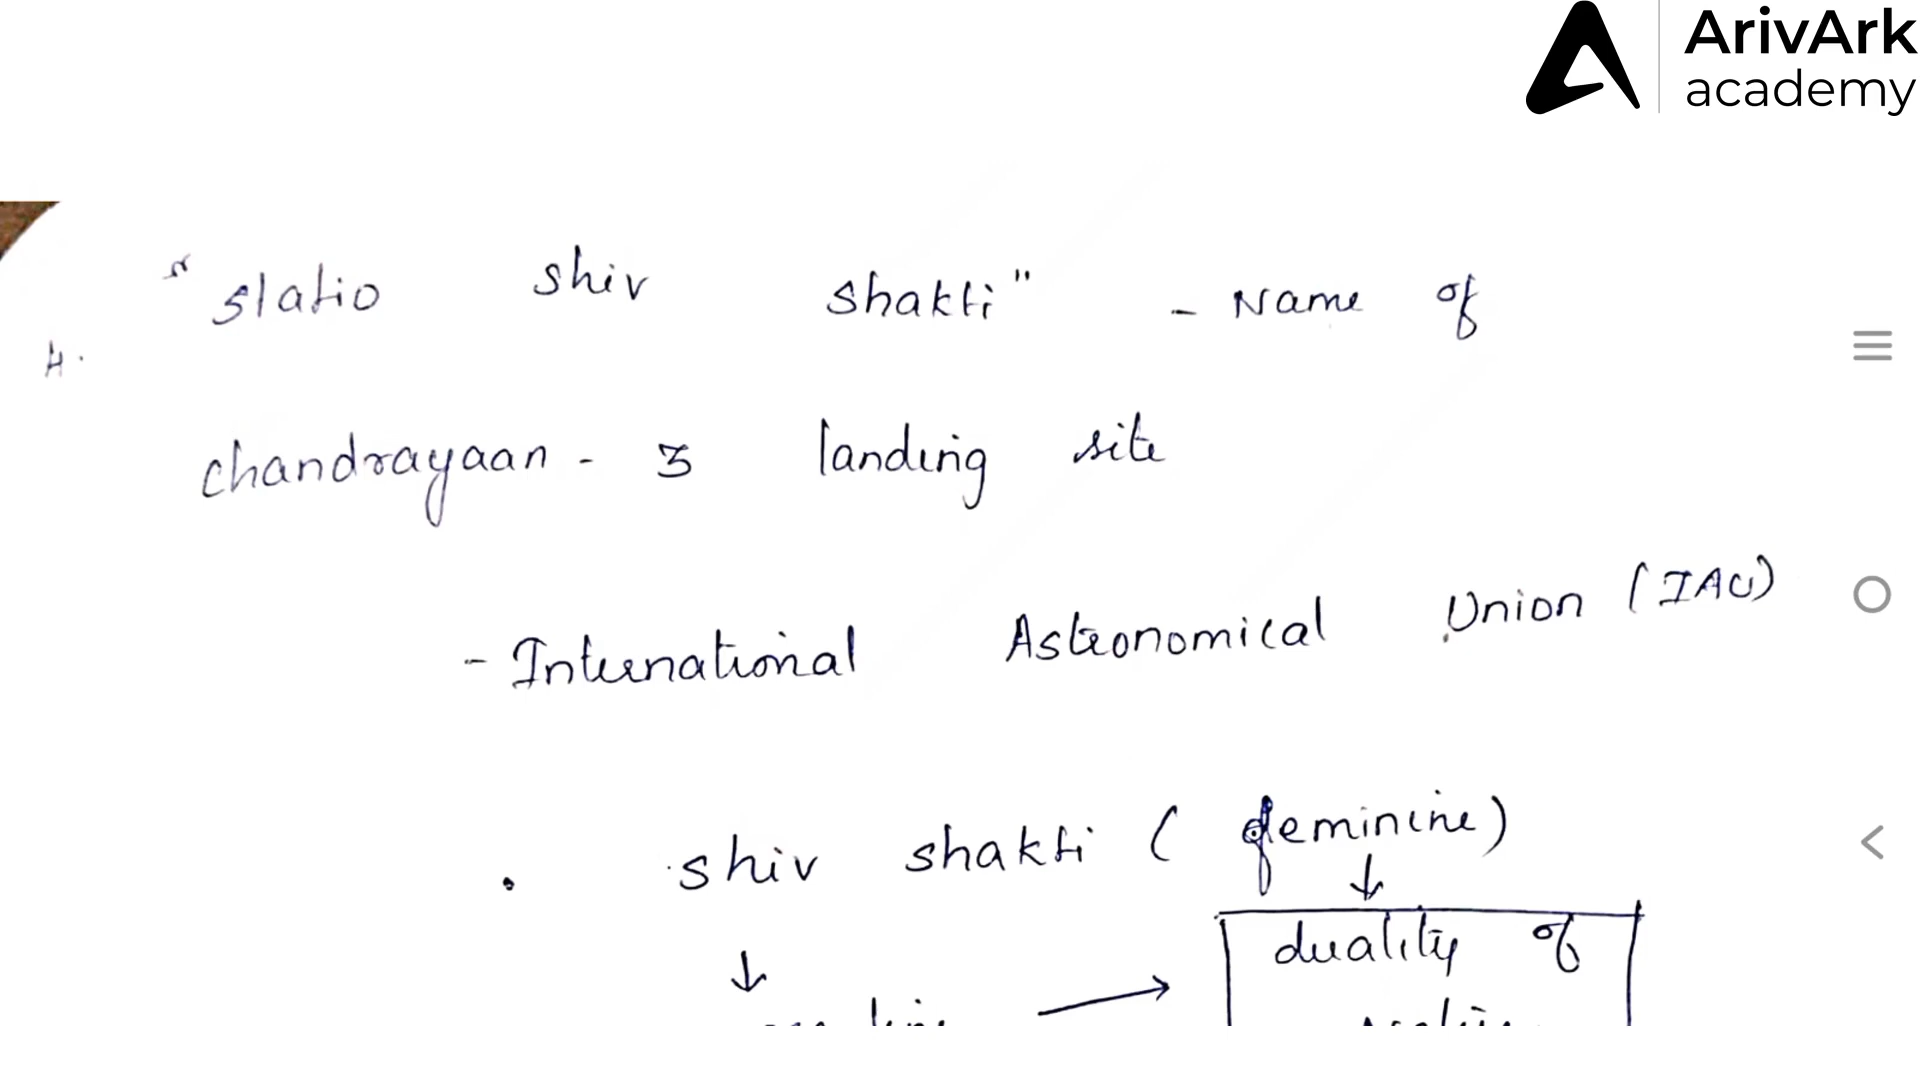 ArivArk
academy
"Statio shiv shakti" - Name of
4.
chandrayaan - 3 landing site
- International Astronomical Union (IAU)
. shiv shakti (feminine)
duality of